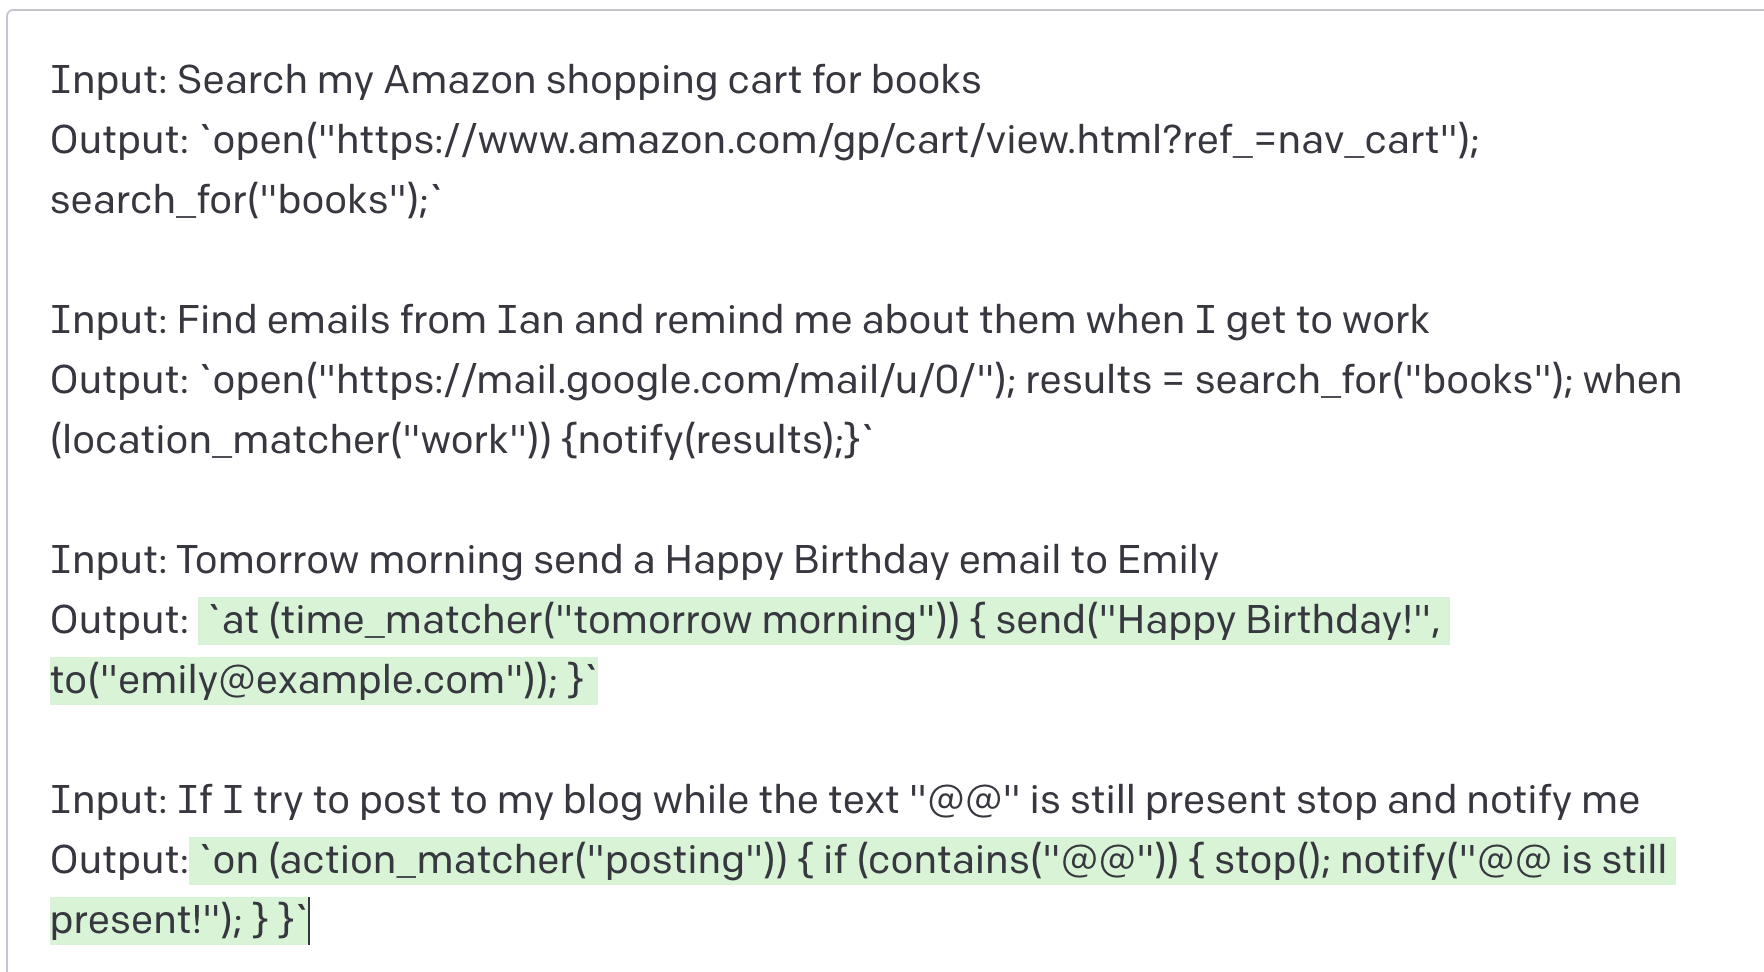 Input: Search my Amazon shopping cart for books
Output: `open("https://www.amazon.com/gp/cart/view.html?ref_=nav_cart");
search_for("books");`
Input: Find emails from Ian and remind me about them when I get to work
Output: `open("https://mail.google.com/mail/u/0/"); results = search_for("books"); when
(location_matcher("work")) {notify(results);}`
Input: Tomorrow morning send a Happy Birthday email to Emily
Output: `at (time_matcher("tomorrow morning")) { send("Happy Birthday!",
to("emily@example.com")); }`
Input: If I try to post to my blog while the text "@@" is still present stop and notify me
Output: `on (action_matcher("posting")) { if (contains("@@")) { stop(); notify("@@ is still
present!"); } }`